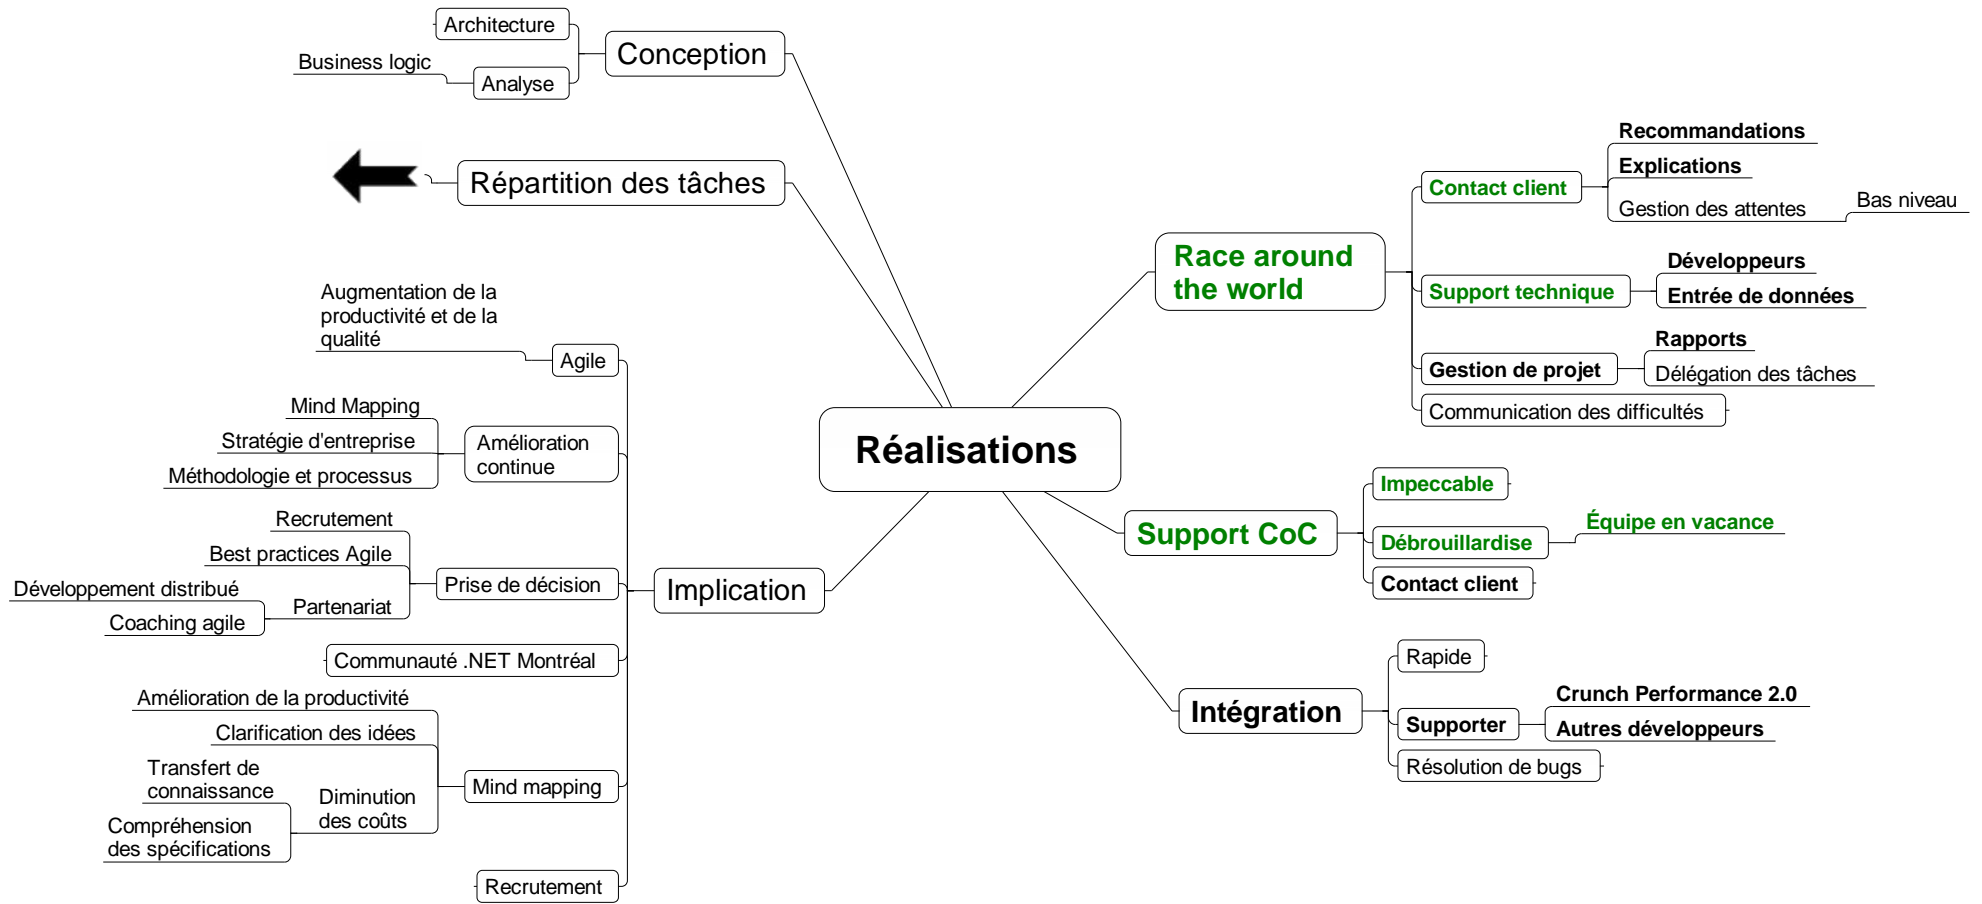 Réalisations
Conception
Architecture
Analyse
Business logic
Répartition des tâches
Implication
Agile
Augmentation de la
productivité et de la
qualité
Amélioration
continue
Mind Mapping
Stratégie d'entreprise
Méthodologie et processus
Prise de décision
Recrutement
Best practices Agile
Partenariat
Développement distribué
Coaching agile
Communauté .NET Montréal
Mind mapping
Amélioration de la productivité
Clarification des idées
Diminution
des coûts
Transfert de
connaissance
Compréhension
des spécifications
Recrutement
Race around
the world
Contact client
Recommandations
Explications
Gestion des attentes
Bas niveau
Support technique
Développeurs
Entrée de données
Gestion de projet
Rapports
Délégation des tâches
Communication des difficultés
Support CoC
Impeccable
Débrouillardise
Équipe en vacance
Contact client
Intégration
Rapide
Supporter
Crunch Performance 2.0
Autres développeurs
Résolution de bugs